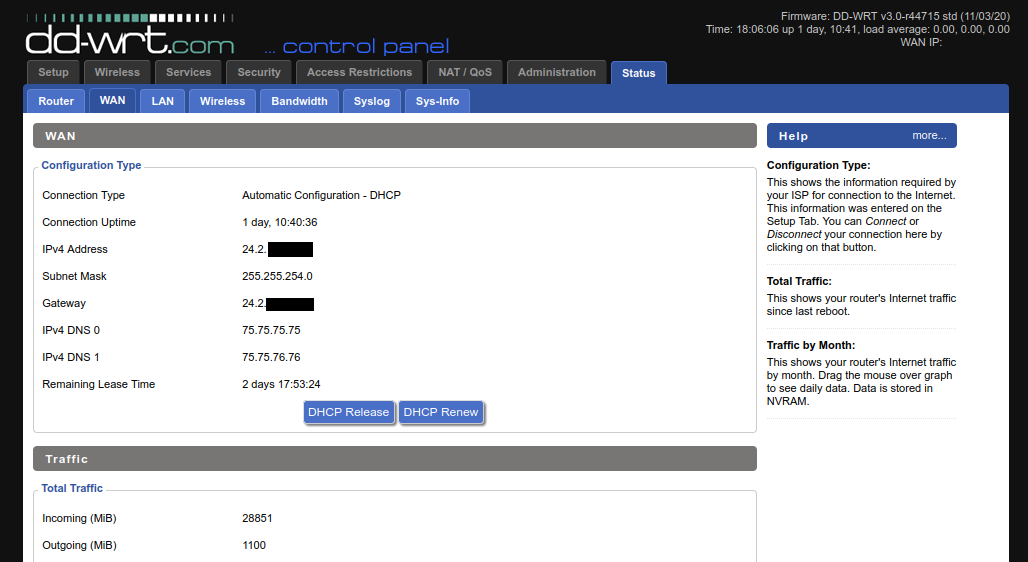 dd-wrt.com ... control panel
Firmware: DD-WRT v3.0-r44715 std (11/03/20)
Time: 18:06:06 up 1 day, 10:41, load average: 0.00, 0.00, 0.00
WAN IP:
Setup Wireless Services Security Access Restrictions NAT / QoS Administration Status
Router WAN LAN Wireless Bandwidth Syslog Sys-Info
WAN
Configuration Type
Connection Type Automatic Configuration - DHCP
Connection Uptime 1 day, 10:40:36
IPv4 Address 24.2.
Subnet Mask 255.255.254.0
Gateway 24.2.
IPv4 DNS 0 75.75.75.75
IPv4 DNS 1 75.75.76.76
Remaining Lease Time 2 days 17:53:24
DHCP Release DHCP Renew
Traffic
Total Traffic
Incoming (MiB) 28851
Outgoing (MiB) 1100
Help more...
Configuration Type:
This shows the information required by
your ISP for connection to the Internet.
This information was entered on the
Setup Tab. You can Connect or
Disconnect your connection here by
clicking on that button.
Total Traffic:
This shows your router's Internet traffic
since last reboot.
Traffic by Month:
This shows your router's Internet traffic
by month. Drag the mouse over graph
to see daily data. Data is stored in
NVRAM.